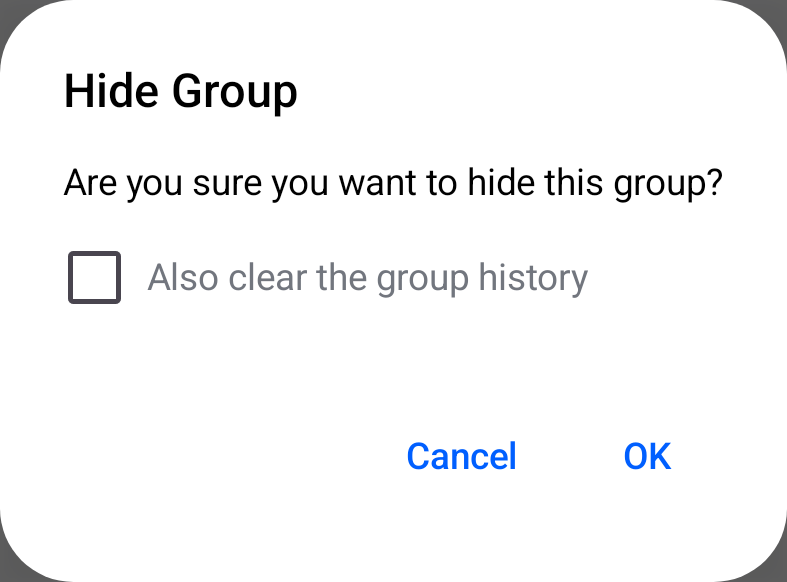 Hide Group
Are you sure you want to hide this group?
Also clear the group history
Cancel OK